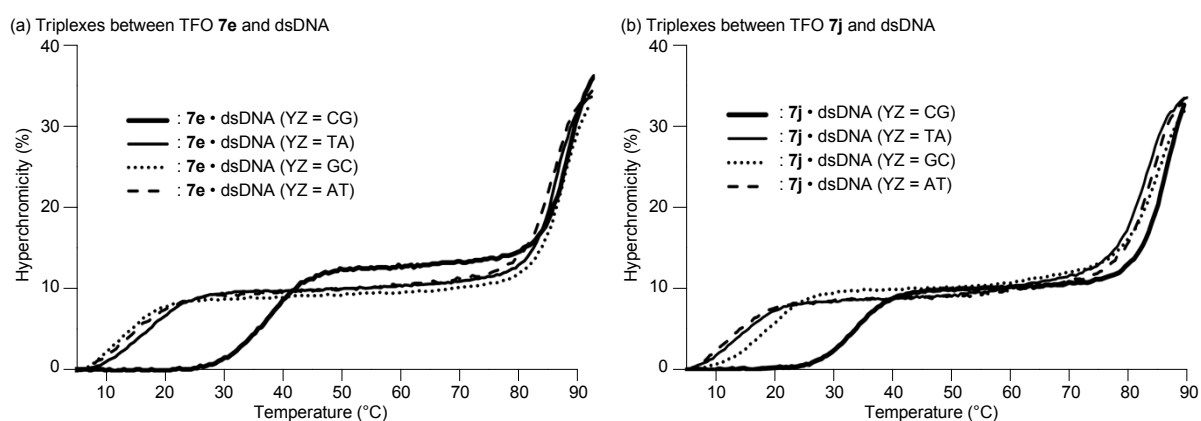 (a) Triplexes between TFO 7e and dsDNA
40
30
20
10
0
Hyperchromicity (%)
: 7e • dsDNA (YZ = CG)
: 7e • dsDNA (YZ = TA)
: 7e • dsDNA (YZ = GC)
: 7e • dsDNA (YZ = AT)
10 20 30 40 50 60 70 80 90
Temperature (°C)
(b) Triplexes between TFO 7j and dsDNA
40
30
20
10
0
Hyperchromicity (%)
: 7j • dsDNA (YZ = CG)
: 7j • dsDNA (YZ = TA)
: 7j • dsDNA (YZ = GC)
: 7j • dsDNA (YZ = AT)
10 20 30 40 50 60 70 80 90
Temperature (°C)